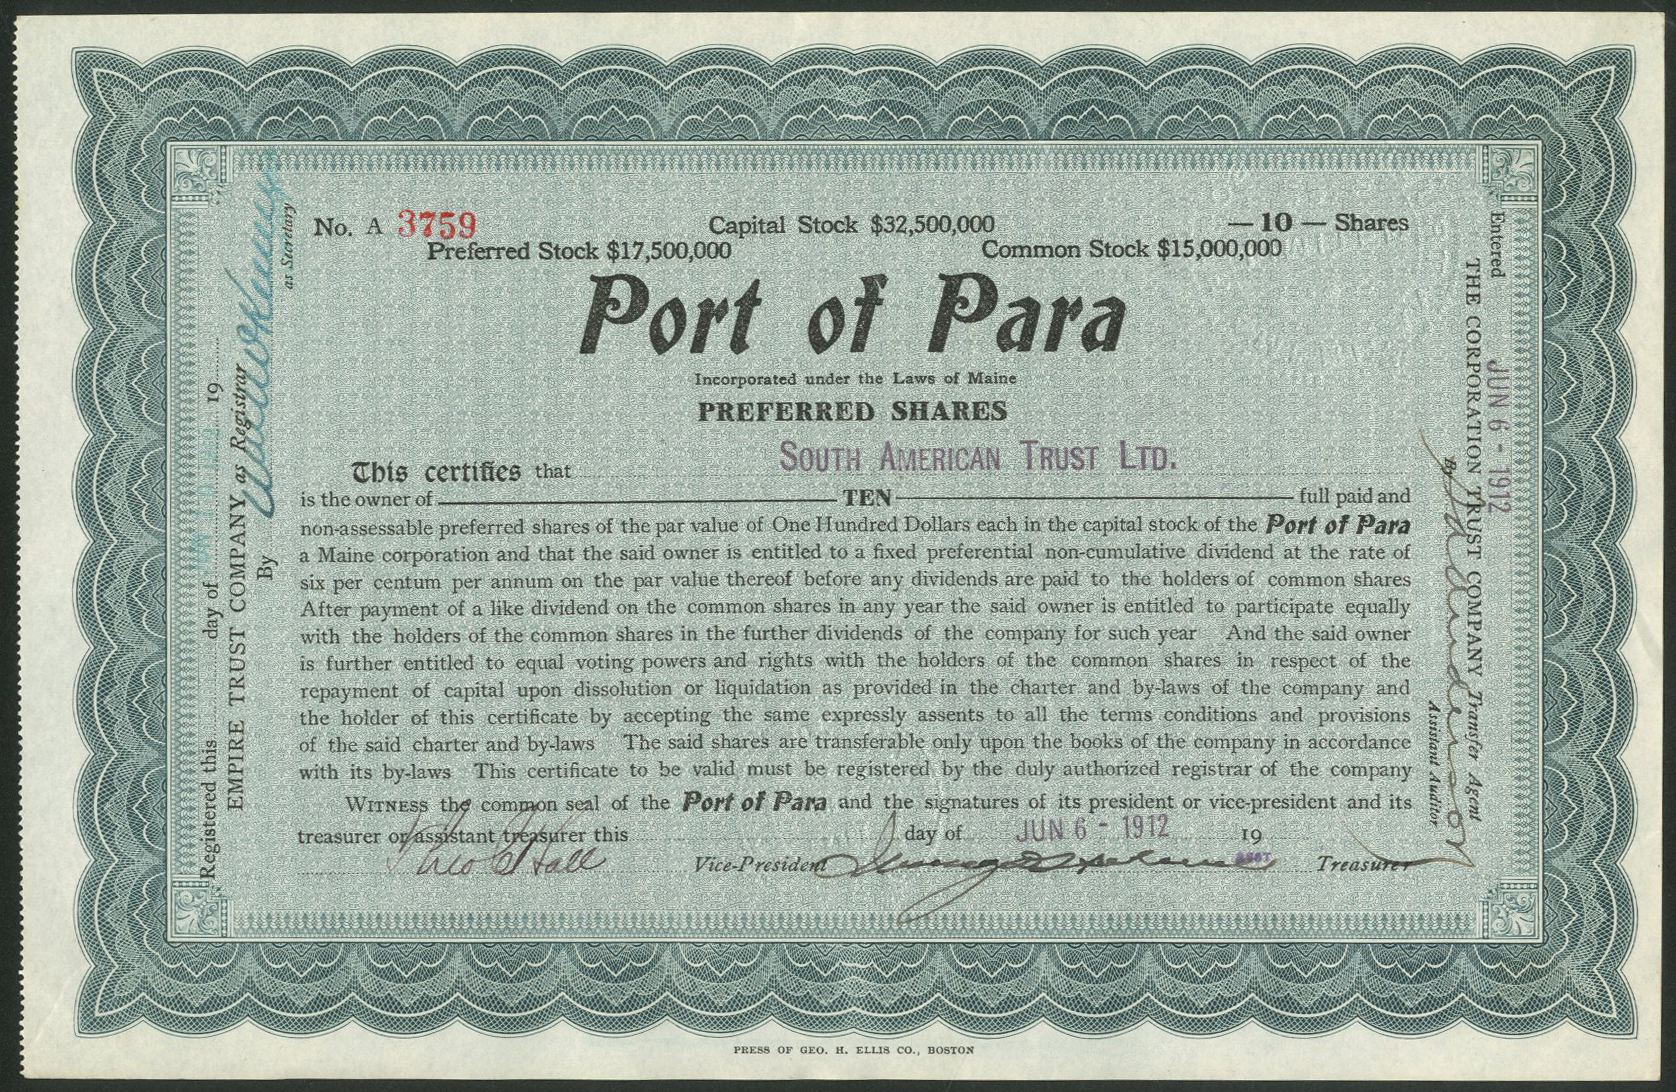 No. A 3759 Capital Stock $32,500,000 — 10 — Shares
Preferred Stock $17,500,000 Common Stock $15,000,000
Port of Para
Incorporated under the Laws of Maine
PREFERRED SHARES
This certifies that SOUTH AMERICAN TRUST LTD.
is the owner of TEN full paid and
non-assessable preferred shares of the par value of One Hundred Dollars each in the capital stock of the Port of Para
a Maine corporation and that the said owner is entitled to a fixed preferential non-cumulative dividend at the rate of
six per centum per annum on the par value thereof before any dividends are paid to the holders of common shares
After payment of a like dividend on the common shares in any year the said owner is entitled to participate equally
with the holders of the common shares in the further dividends of the company for such year And the said owner
is further entitled to equal voting powers and rights with the holders of the common shares in respect of the
repayment of capital upon dissolution or liquidation as provided in the charter and by-laws of the company and
the holder of this certificate by accepting the same expressly assents to all the terms conditions and provisions
of the said charter and by-laws The said shares are transferable only upon the books of the company in accordance
with its by-laws This certificate to be valid must be registered by the duly authorized registrar of the company
WITNESS the common seal of the Port of Para and the signatures of its president or vice-president and its
treasurer or assistant treasurer this day of JUN 6 - 1912 19
Theo C Hall Vice-President ASST Treasurer
Registered this day of 19
EMPIRE TRUST COMPANY as Registrar
By
as Secretary
Entered JUN 6 - 1912
THE CORPORATION TRUST COMPANY Transfer Agent
By Anderson
Assistant Auditor
PRESS OF GEO. H. ELLIS CO., BOSTON